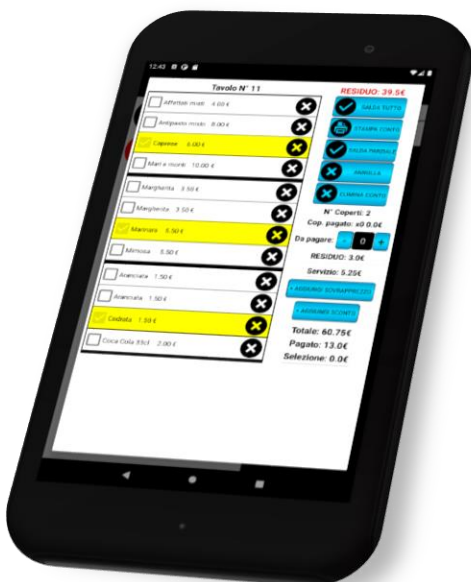 12:43
Tavolo N° 11
Affettati misti 4.00 €
Antipasto misto 8.00 €
Caprese 6.00 €
Mari e monti 10.00 €
Margherita 3.50 €
Margherita 3.50 €
Marinara 5.50 €
Mimosa 5.50 €
Aranciata 1.50 €
Aranciata 1.50 €
Cedrata 1.50 €
Coca Cola 33cl 2.00 €
RESIDUO: 39.5€
SALDA TUTTO
STAMPA CONTO
SALDA PARZIALE
ANNULLA
ELIMINA CONTO
N° Coperti: 2
Cop. pagato: x0 0.0€
Da pagare: - 0 +
RESIDUO: 3.0€
Servizio: 5.25€
+ AGGIUNGI SOVRAPPREZZO
+ AGGIUNGI SCONTO
Totale: 60.75€
Pagato: 13.0€
Selezione: 0.0€